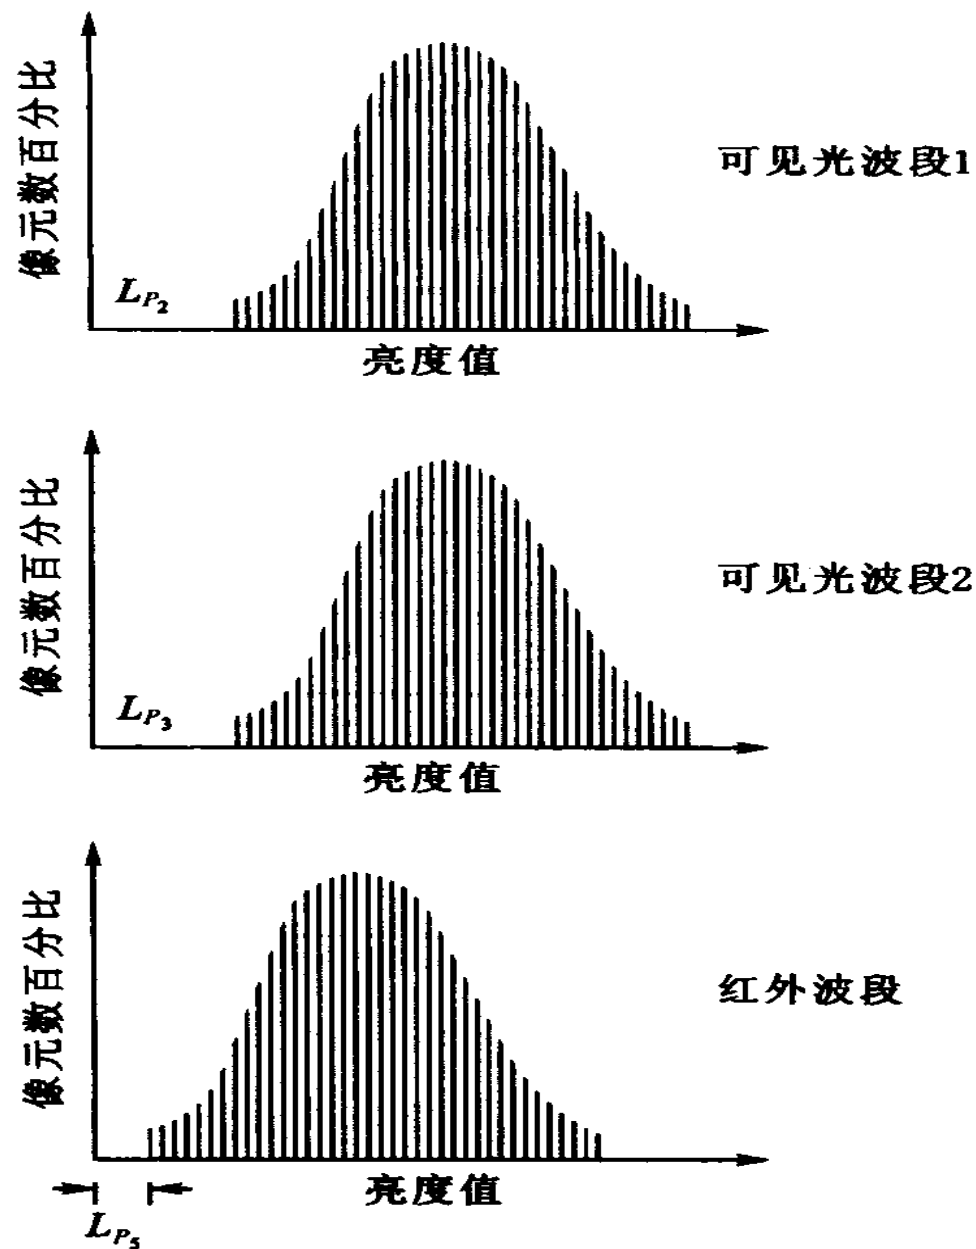 像元数百分比
可见光波段1
L_{P_2}
亮度值
像元数百分比
可见光波段2
L_{P_3}
亮度值
像元数百分比
红外波段
亮度值
L_{P_5}